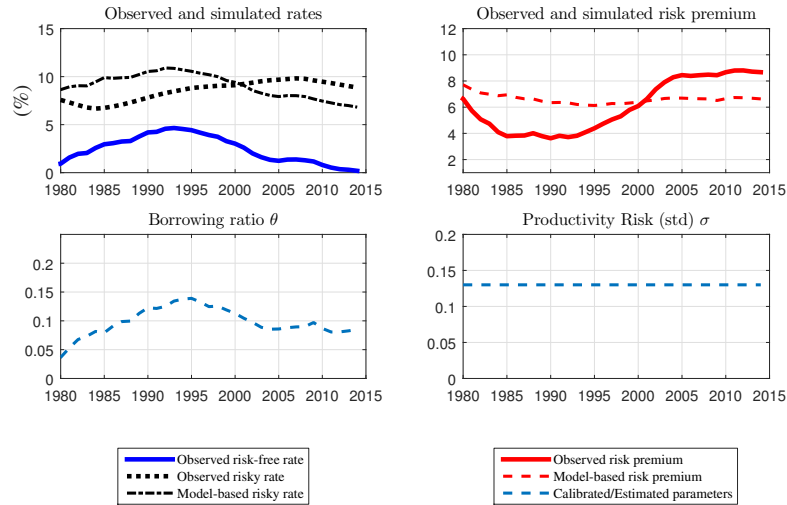 Observed and simulated rates
15
10
5
0
(%)
1980 1985 1990 1995 2000 2005 2010 2015
Observed and simulated risk premium
12
10
8
6
4
2
1980 1985 1990 1995 2000 2005 2010 2015
Borrowing ratio θ
0.2
0.15
0.1
0.05
0
1980 1985 1990 1995 2000 2005 2010 2015
Productivity Risk (std) σ
0.2
0.15
0.1
0.05
0
1980 1985 1990 1995 2000 2005 2010 2015
Observed risk-free rate
Observed risky rate
Model-based risky rate
Observed risk premium
Model-based risk premium
Calibrated/Estimated parameters